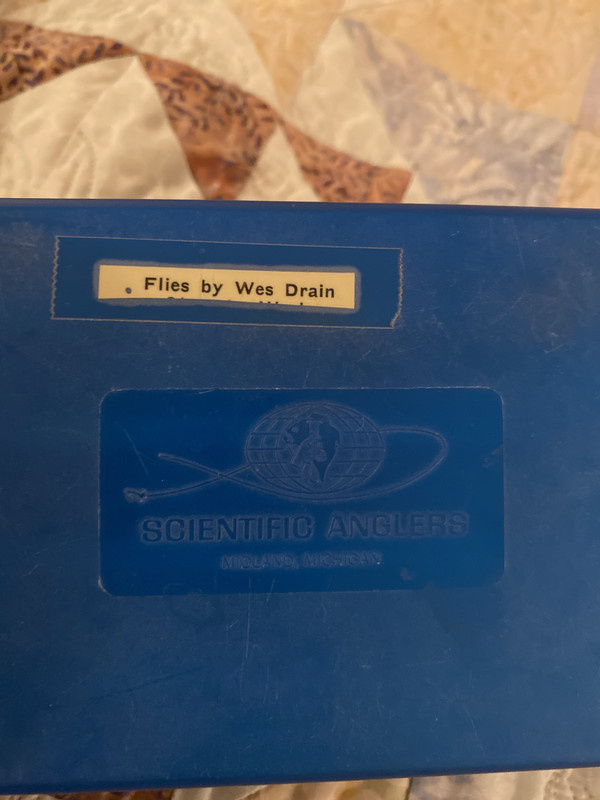 Flies by Wes Drain
SCIENTIFIC ANGLERS
MIDLAND, MICHIGAN